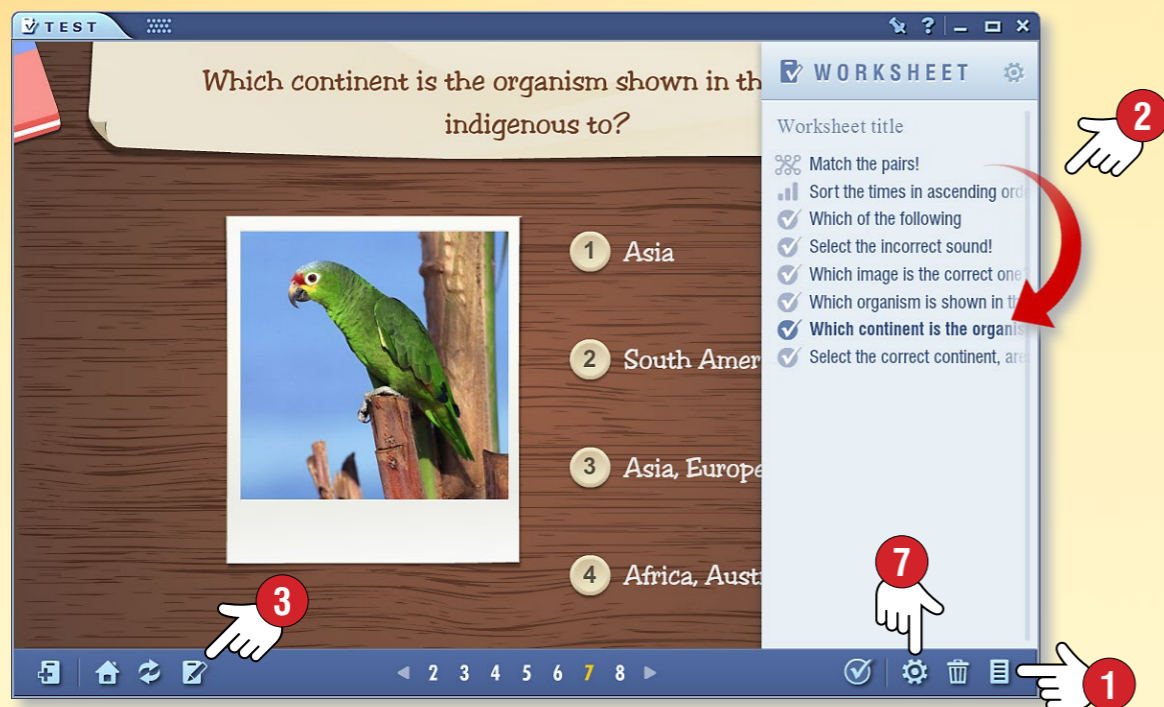 TEST
Which continent is the organism shown in th
indigenous to?
1 Asia
2 South Amer
3 Asia, Europe
4 Africa, Aust
WORKSHEET
Worksheet title
Match the pairs!
Sort the times in ascending orde
Which of the following
Select the incorrect sound!
Which image is the correct one?
Which organism is shown in th
Which continent is the organis
Select the correct continent, are
2
3
7
1
2 3 4 5 6 7 8